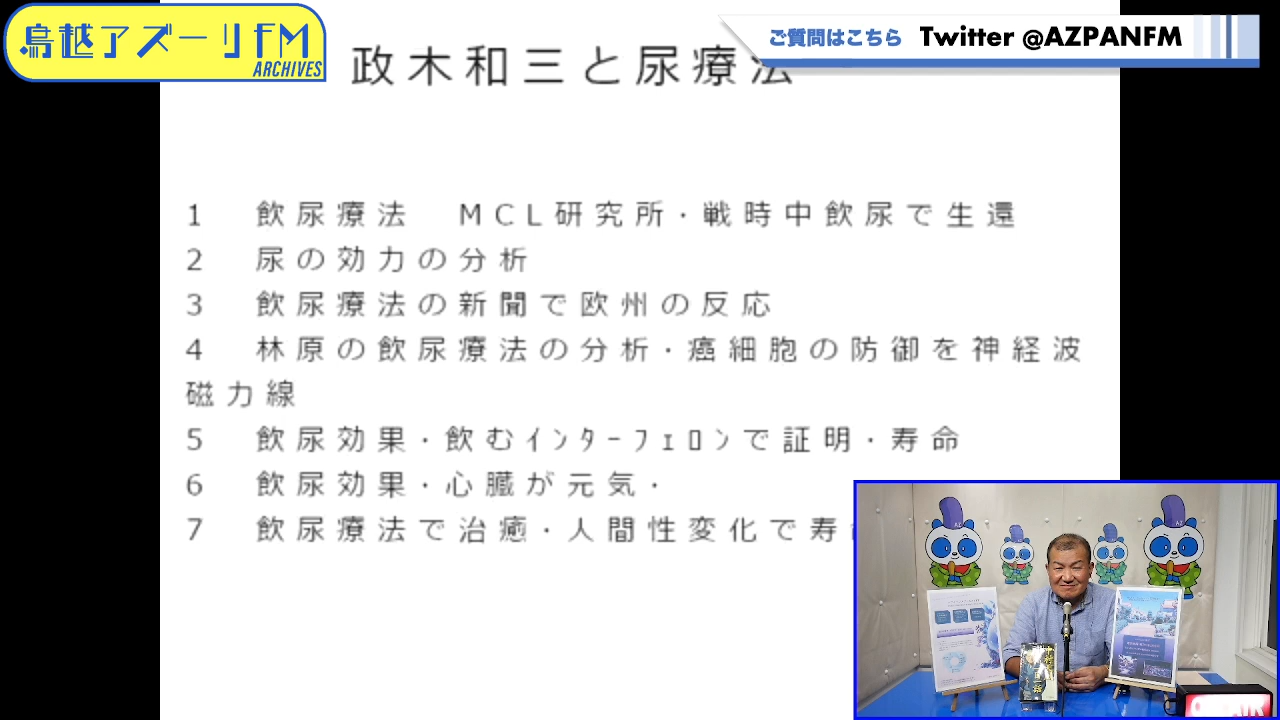 鳥越アズーリFM
ARCHIVES
ご質問はこちら Twitter @AZPANFM
政木和三と尿療法
1 飲尿療法 MCL研究所・戦時中飲尿で生還
2 尿の効力の分析
3 飲尿療法の新聞で欧州の反応
4 林原の飲尿療法の分析・癌細胞の防御を神経波
磁力線
5 飲尿効果・飲むｲﾝﾀｰﾌｪﾛﾝで証明・寿命
6 飲尿効果・心臓が元気・
7 飲尿療法で治癒・人間性変化で寿